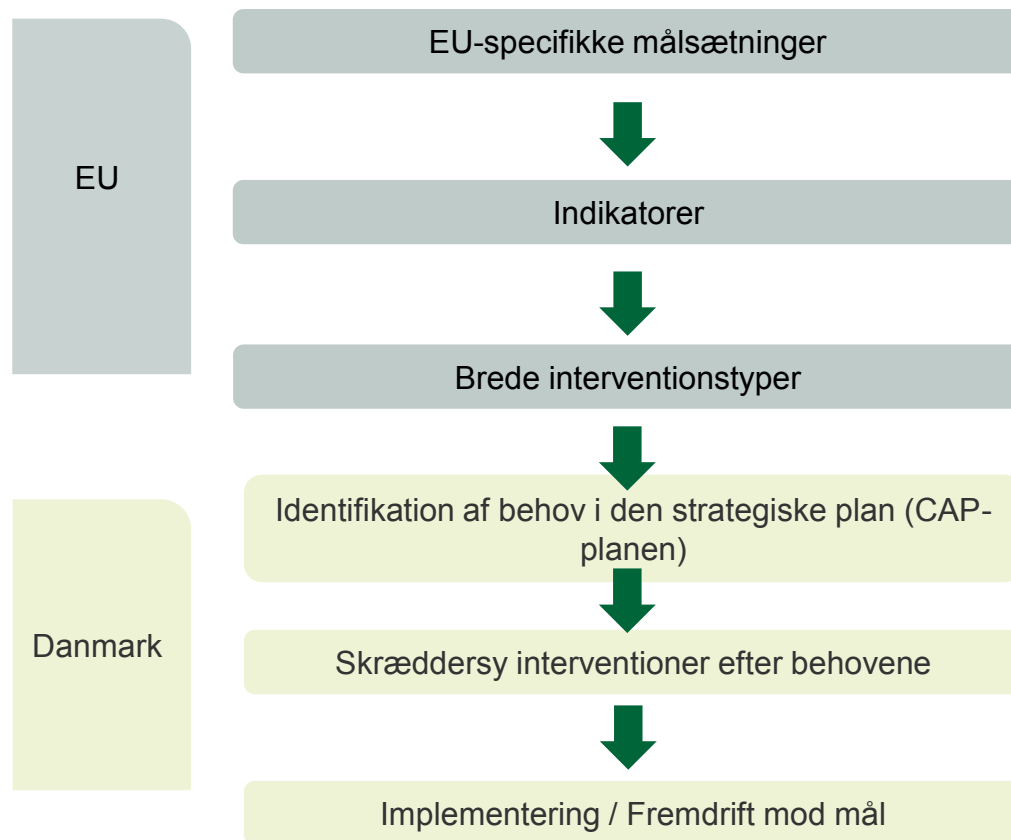 EU
EU-specifikke målsætninger
Indikatorer
Brede interventionstyper
Danmark
Identifikation af behov i den strategiske plan (CAP-
planen)
Skræddersy interventioner efter behovene
Implementering / Fremdrift mod mål